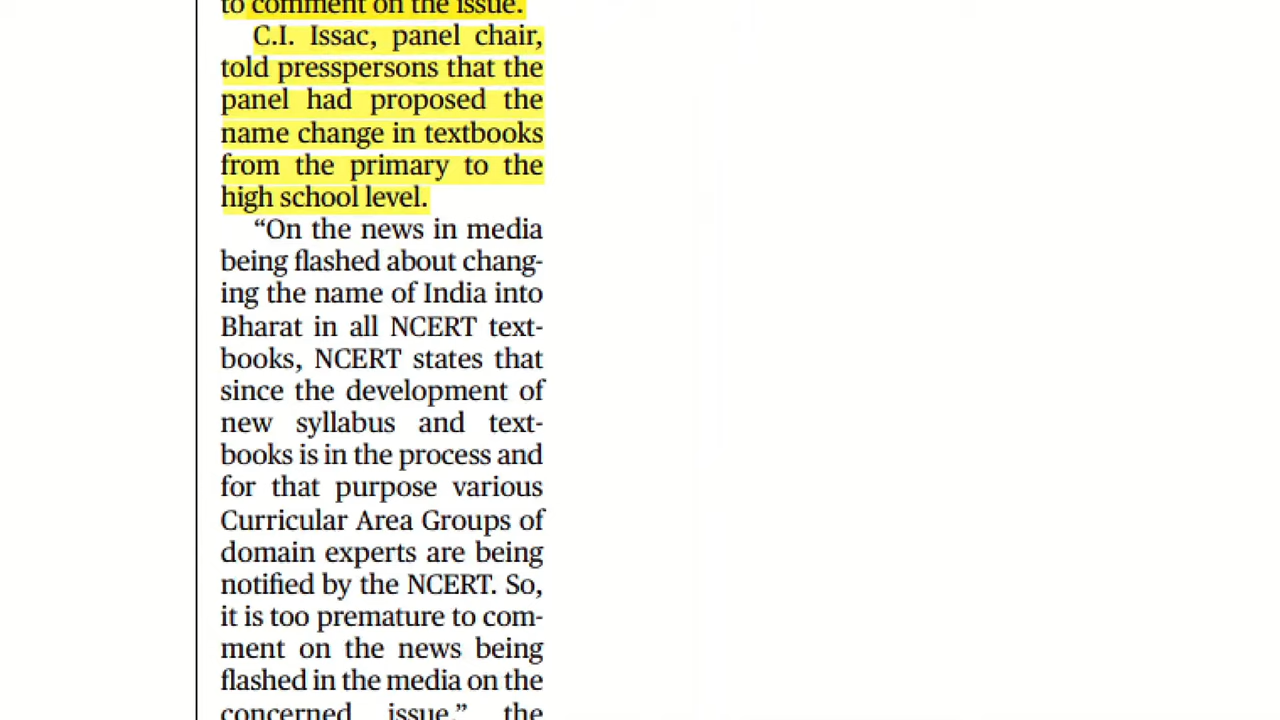 to comment on the issue.
C.I. Issac, panel chair,
told presspersons that the
panel had proposed the
name change in textbooks
from the primary to the
high school level.
“On the news in media
being flashed about chang-
ing the name of India into
Bharat in all NCERT text-
books, NCERT states that
since the development of
new syllabus and text-
books is in the process and
for that purpose various
Curricular Area Groups of
domain experts are being
notified by the NCERT. So,
it is too premature to com-
ment on the news being
flashed in the media on the
concerned issue,” the